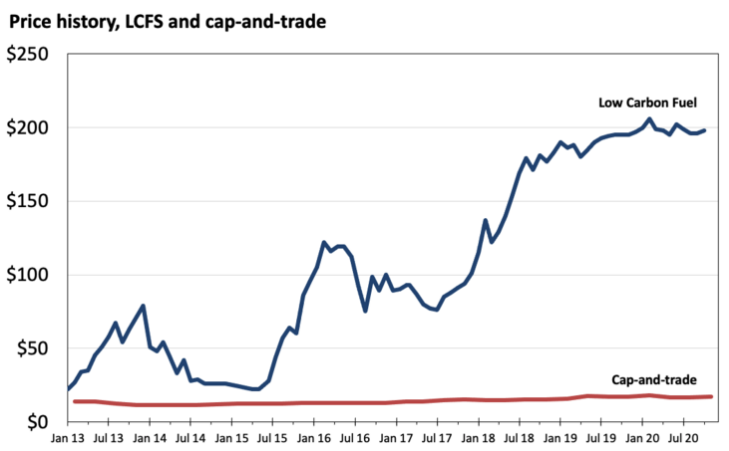 Price history, LCFS and cap-and-trade
$250
Low Carbon Fuel
$200
$150
$100
$50
Cap-and-trade
$0
Jan 13 Jul 13 Jan 14 Jul 14 Jan 15 Jul 15 Jan 16 Jul 16 Jan 17 Jul 17 Jan 18 Jul 18 Jan 19 Jul 19 Jan 20 Jul 20